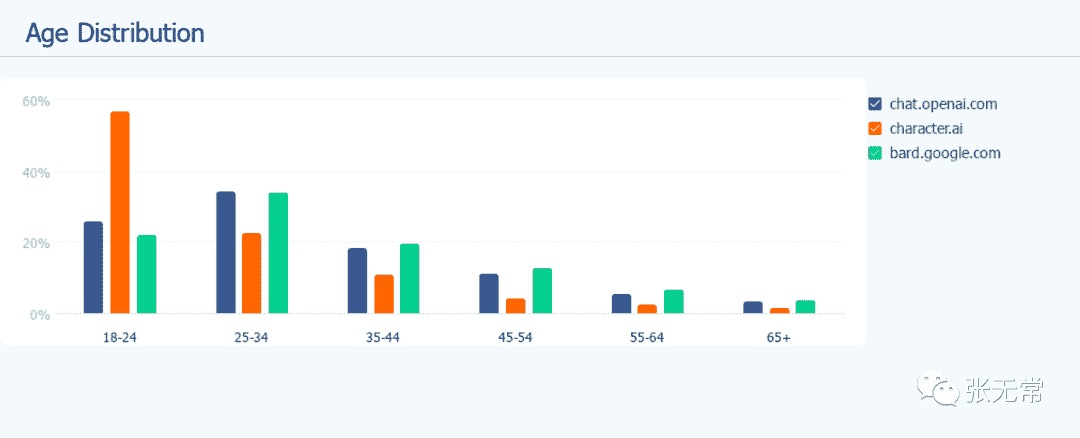 Age Distribution
60%
40%
20%
0%
18-24
25-34
35-44
45-54
55-64
65+
chat.openai.com
character.ai
bard.google.com
张无常